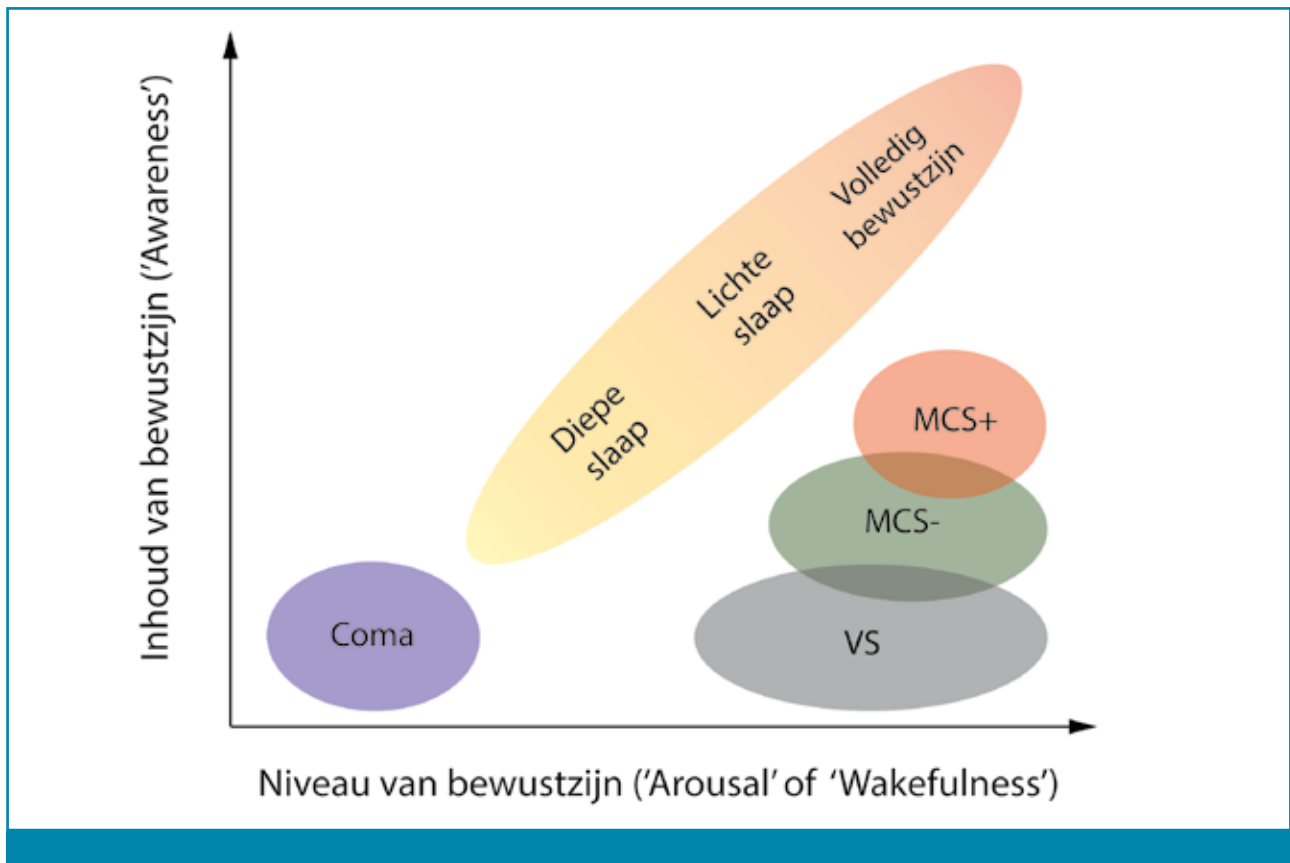 Inhoud van bewustzijn ('Awareness')
Volledig
bewustzijn
Lichte
slaap
Diepe
slaap
MCS+
MCS-
Coma
VS
Niveau van bewustzijn ('Arousal' of 'Wakefulness')